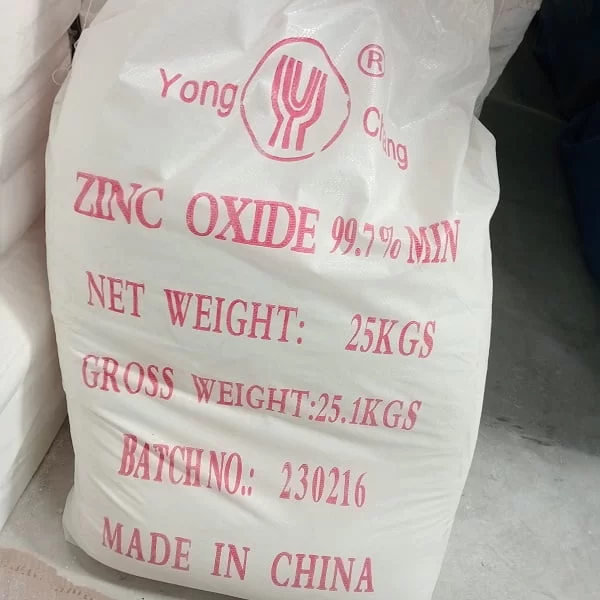 Yong Chang ®
ZINC OXIDE 99.7% MIN
NET WEIGHT: 25KGS
GROSS WEIGHT:25.1KGS
BATCH NO.: 230216
MADE IN CHINA